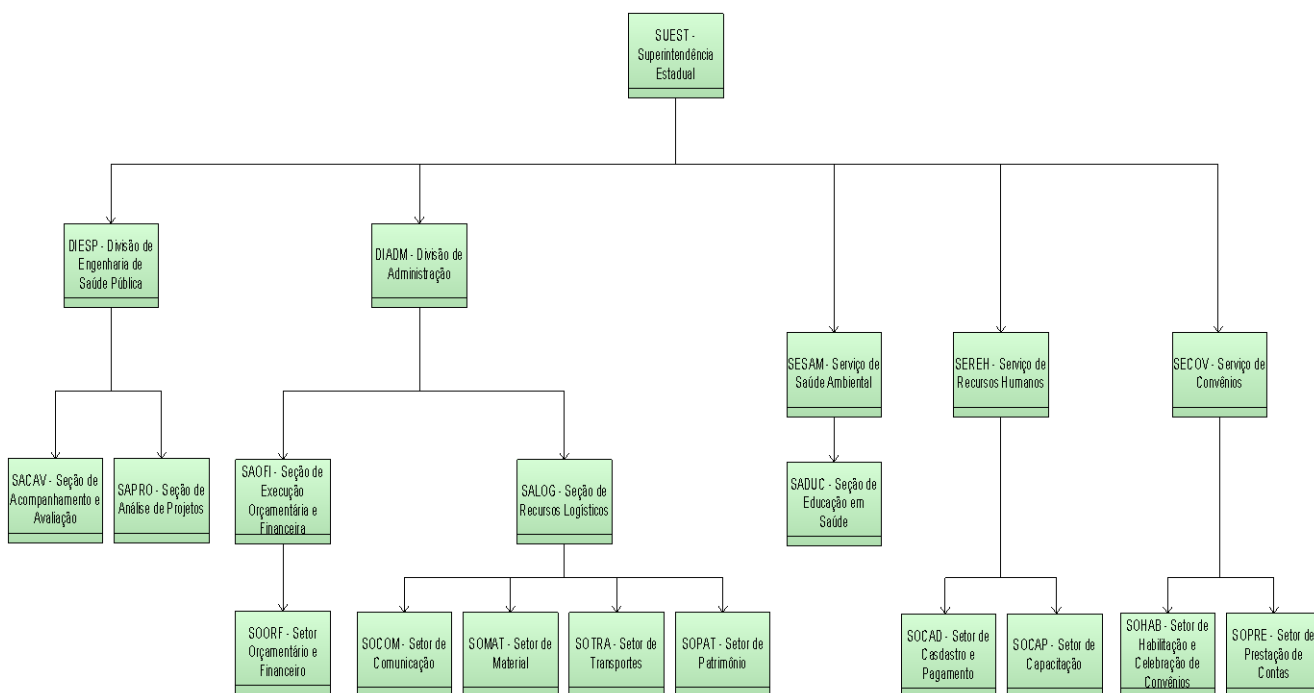 SUEST -
Superintendência
Estadual
DIESP - Divisão de
Engenharia de
Saúde Pública
DIADM - Divisão de
Administração
SESAM - Serviço de
Saúde Ambiental
SEREH - Serviço de
Recursos Humanos
SECOV - Serviço de
Convênios
SACAV - Seção de
Acompanhamento e
Avaliação
SAPRO - Seção de
Análise de Projetos
SAOFI - Seção de
Execução
Orçamentária e
Financeira
SALOG - Seção de
Recursos Logísticos
SADUC - Seção de
Educação em
Saúde
SOORF - Setor
Orçamentário e
Financeiro
SOCOM - Setor de
Comunicação
SOMAT - Setor de
Material
SOTRA - Setor de
Transportes
SOPAT - Setor de
Patrimônio
SOCAD - Setor de
Casdastro e
Pagamento
SOCAP - Setor de
Capacitação
SOHAB - Setor de
Habilitação e
Celebração de
Convênios
SOPRE - Setor de
Prestação de
Contas